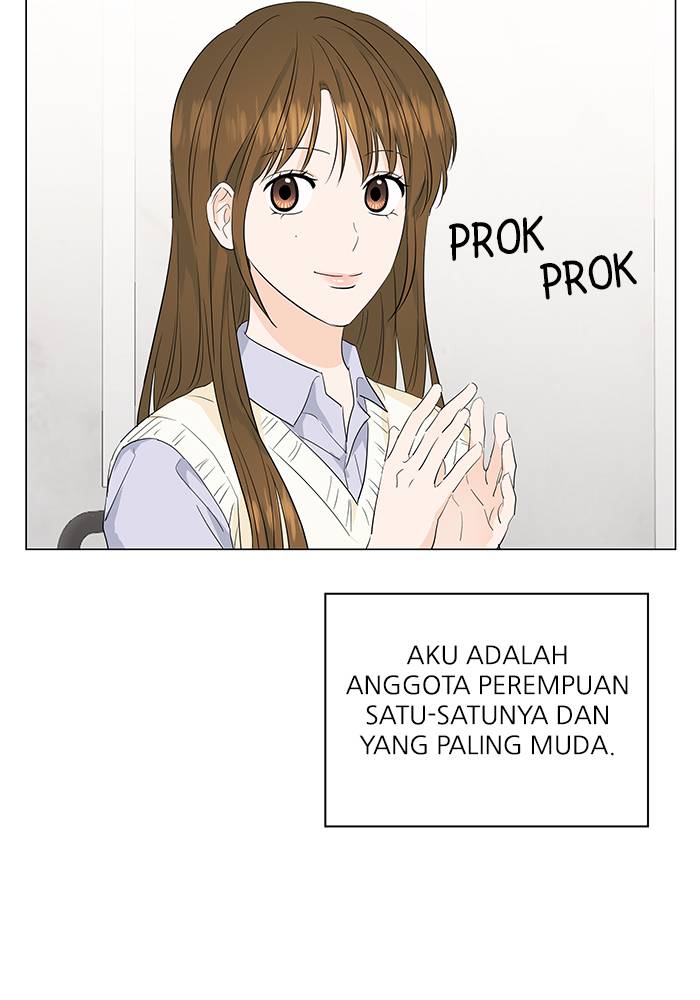 PROK
PROK
AKU ADALAH
ANGGOTA PEREMPUAN
SATU-SATUNYA DAN
YANG PALING MUDA.